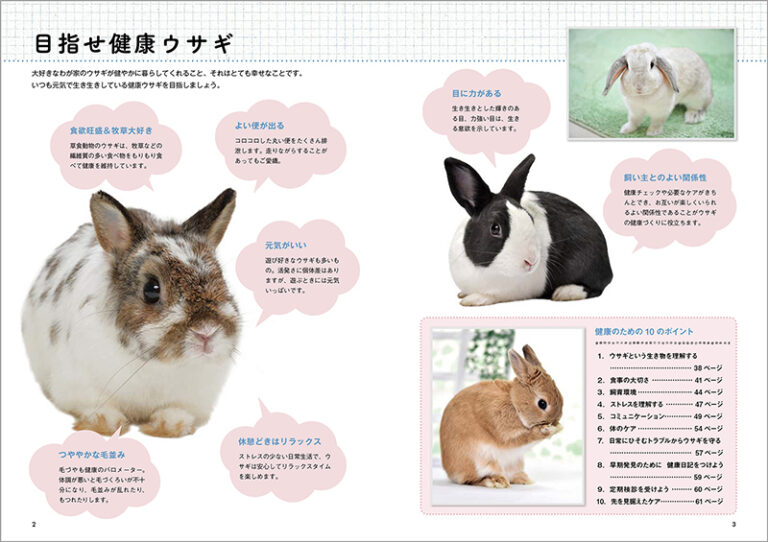 目指せ健康ウサギ
大好きなわが家のウサギが健やかに暮らしてくれること、それはとても幸せなことです。
いつも元気で生き生きしている健康ウサギを目指しましょう。
食欲旺盛＆牧草大好き
草食動物のウサギは、牧草などの
繊維質の多い食べ物をもりもり食
べて健康を維持しています。
よい便が出る
コロコロした丸い便をたくさん排
泄します。走りながらすることが
あってもご愛嬌。
元気がいい
遊び好きなウサギも多いも
の。活発さに個体差はあり
ますが、遊ぶときには元気
いっぱいです。
つややかな毛並み
毛づやも健康のバロメーター。
体調が悪いと毛づくろいが不十
分になり、毛並みが乱れたり、
もつれたりします。
休憩どきはリラックス
ストレスの少ない日常生活で、ウ
サギは安心してリラックスタイム
を楽しめます。
2
目に力がある
生き生きとした輝きのあ
る目、力強い目は、生き
る意欲を示しています。
飼い主とのよい関係性
健康チェックや必要なケアがきち
んとでき、お互いが楽しくいられ
るよい関係性であることがウサギ
の健康づくりに役立ちます。
健康のための 10 のポイント
1. ウサギという生き物を理解する
………… 38 ページ
2. 食事の大切さ ………… 41 ページ
3. 飼育環境 ………… 44 ページ
4. ストレスを理解する ……… 47 ページ
5. コミュニケーション ……… 49 ページ
6. 体のケア ………… 54 ページ
7. 日常にひそむトラブルからウサギを守る
………… 57 ページ
8. 早期発見のために 健康日記をつけよう
………… 59 ページ
9. 定期検診を受けよう ……… 60 ページ
10. 先を見据えたケア ……… 61 ページ
3